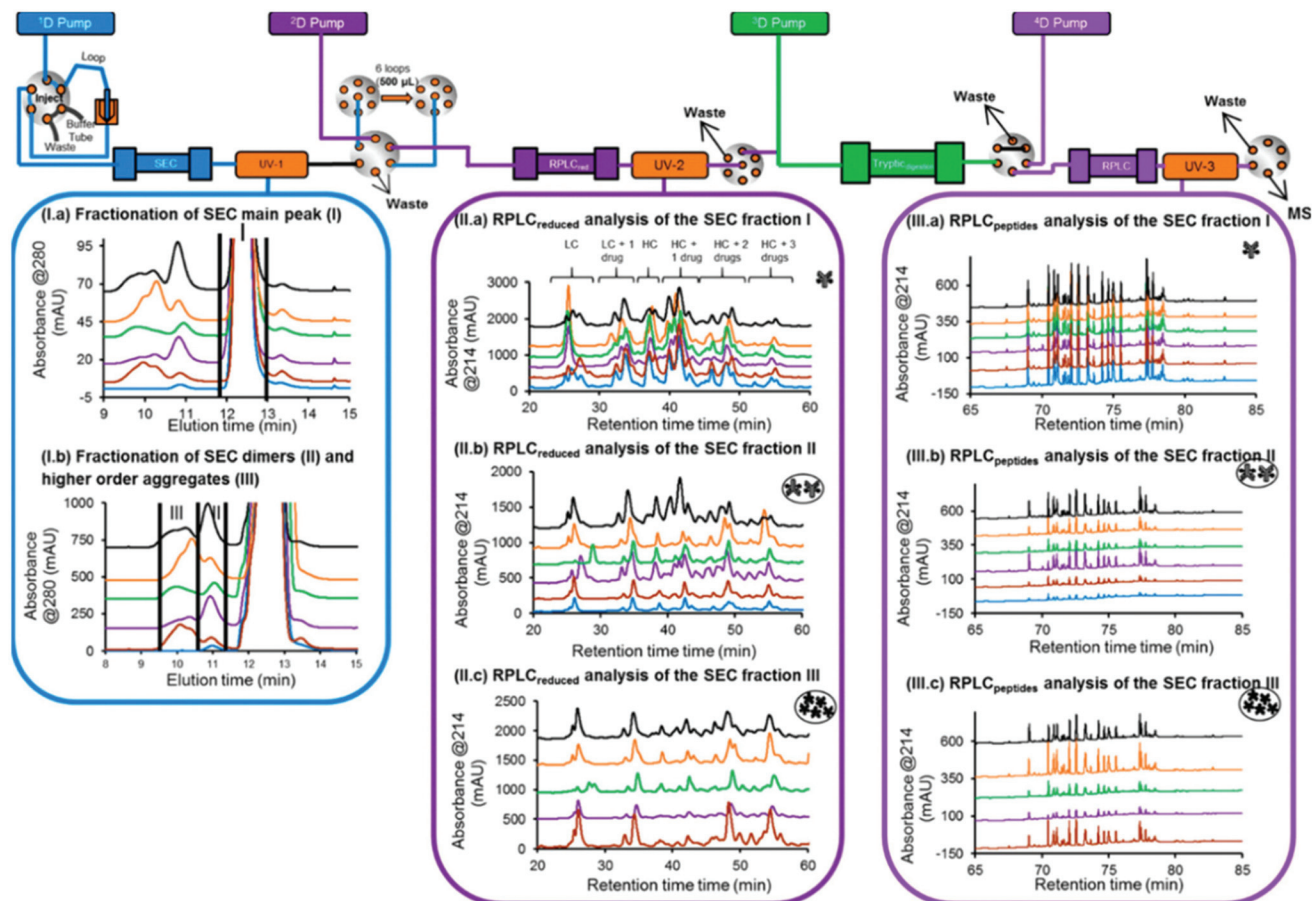 ¹D Pump
²D Pump
³D Pump
⁴D Pump
Loop
Inject
Buffer
Tube
Waste
6 loops
(500 µL)
Waste
Waste
Waste
Waste
SEC
UV-1
RPLCred
UV-2
Tryptic digestion
RPLC
UV-3
MS
(I.a) Fractionation of SEC main peak (I)
I
Absorbance @280
(mAU)
95
70
45
20
-5
9 10 11 12 13 14 15
Elution time (min)
(I.b) Fractionation of SEC dimers (II) and
higher order aggregates (III)
III II
Absorbance
@280 (mAU)
1000
750
500
250
0
8 9 10 11 12 13 14 15
Elution time (min)
(II.a) RPLCreduced analysis of the SEC fraction I
LC
LC + 1
drug
HC
HC +
1 drug
HC + 2
drugs
HC + 3
drugs
Absorbance
@214 (mAU)
3000
2000
1000
0
20 30 40 50 60
Retention time time (min)
(II.b) RPLCreduced analysis of the SEC fraction II
Absorbance @214
(mAU)
2000
1500
1000
500
0
20 30 40 50 60
Retention time time (min)
(II.c) RPLCreduced analysis of the SEC fraction III
Absorbance @214
(mAU)
2500
2000
1500
1000
500
0
20 30 40 50 60
Retention time time (min)
(III.a) RPLCpeptides analysis of the SEC fraction I
Absorbance @214
(mAU)
600
350
100
-150
65 70 75 80 85
Retention time (min)
(III.b) RPLCpeptides analysis of the SEC fraction II
Absorbance @214
(mAU)
600
350
100
-150
65 70 75 80 85
Retention time (min)
(III.c) RPLCpeptides analysis of the SEC fraction III
Absorbance @214
(mAU)
600
350
100
-150
65 70 75 80 85
Retention time (min)